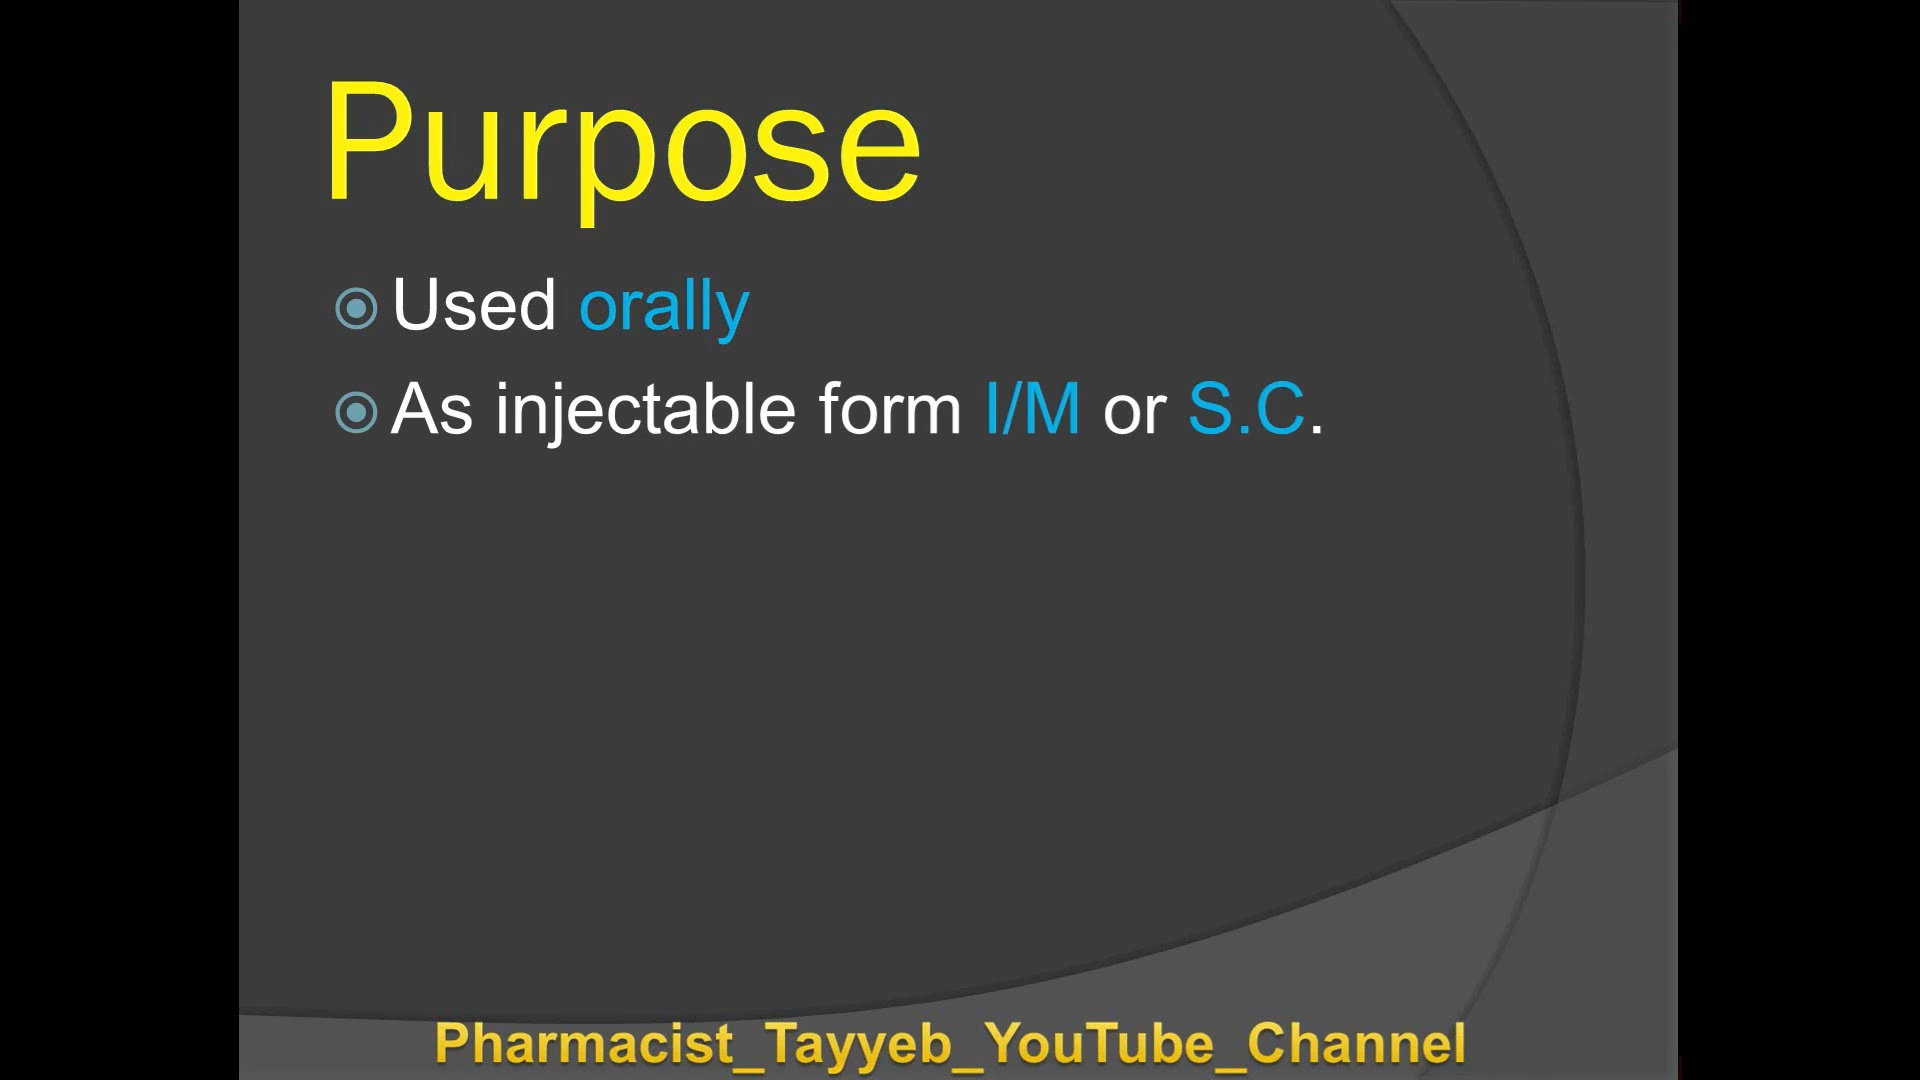 Purpose
Used orally
As injectable form I/M or S.C.
Pharmacist_Tayyeb_YouTube_Channel